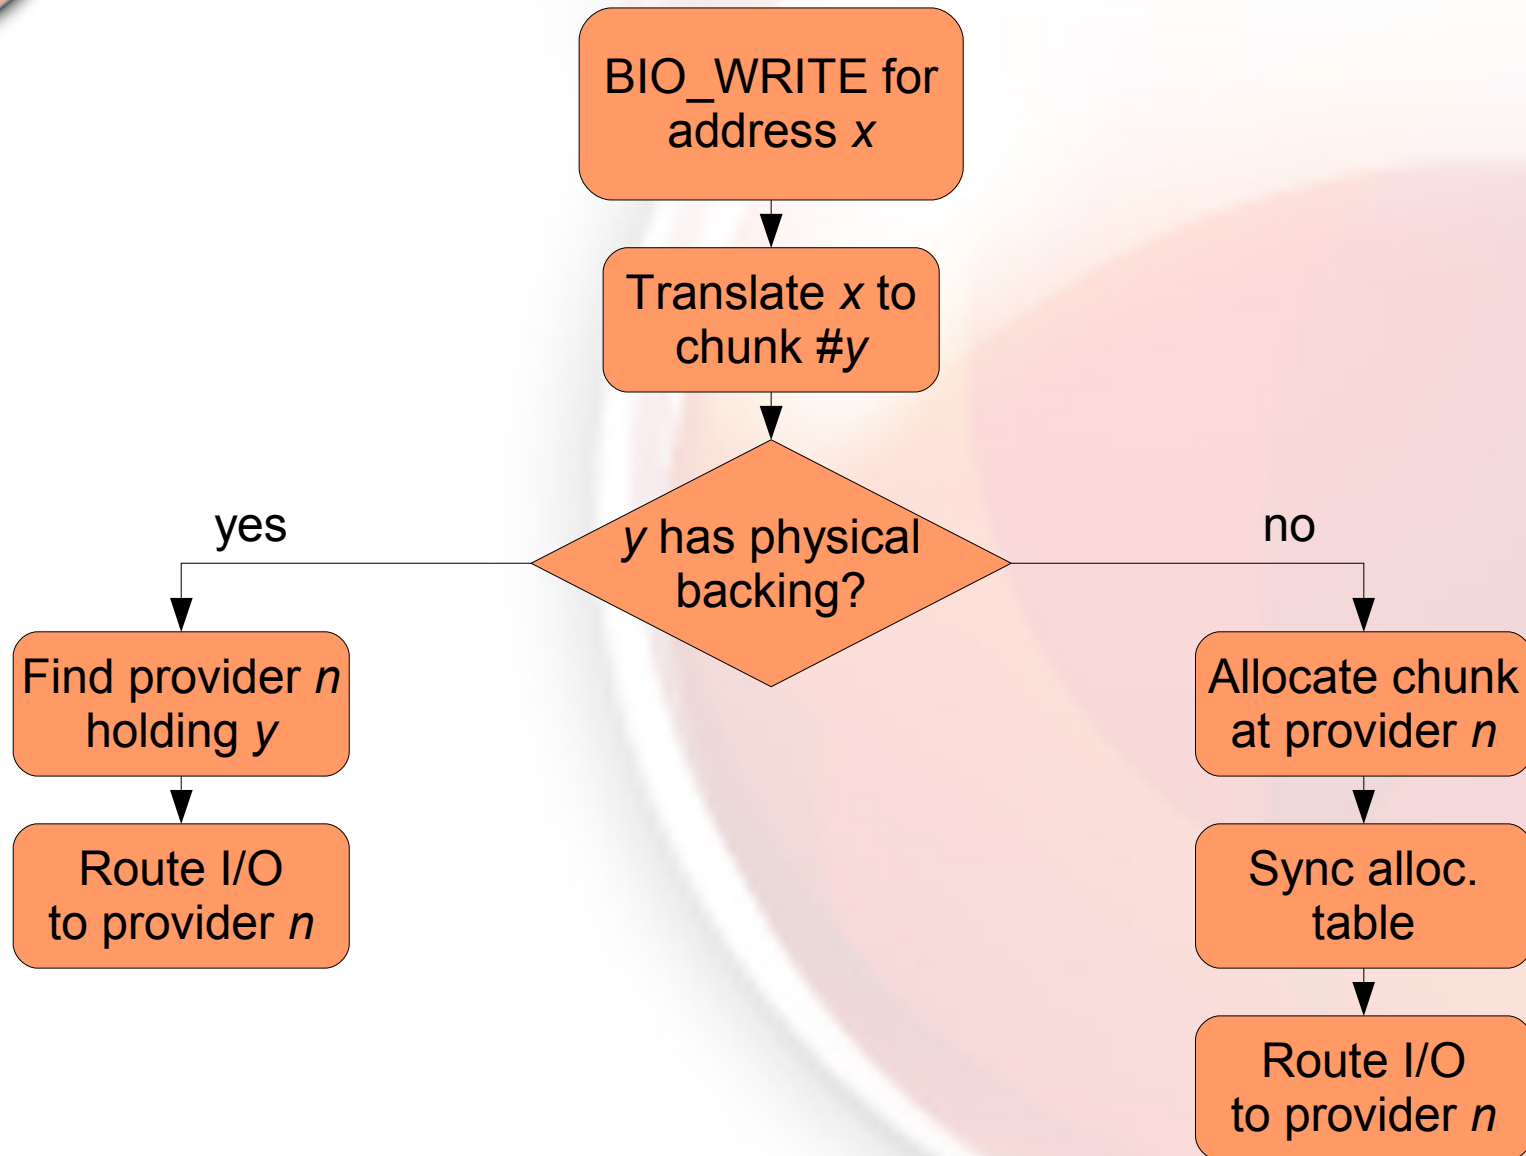 BIO_WRITE for
address x
Translate x to
chunk #y
y has physical
backing?
yes
no
Find provider n
holding y
Route I/O
to provider n
Allocate chunk
at provider n
Sync alloc.
table
Route I/O
to provider n